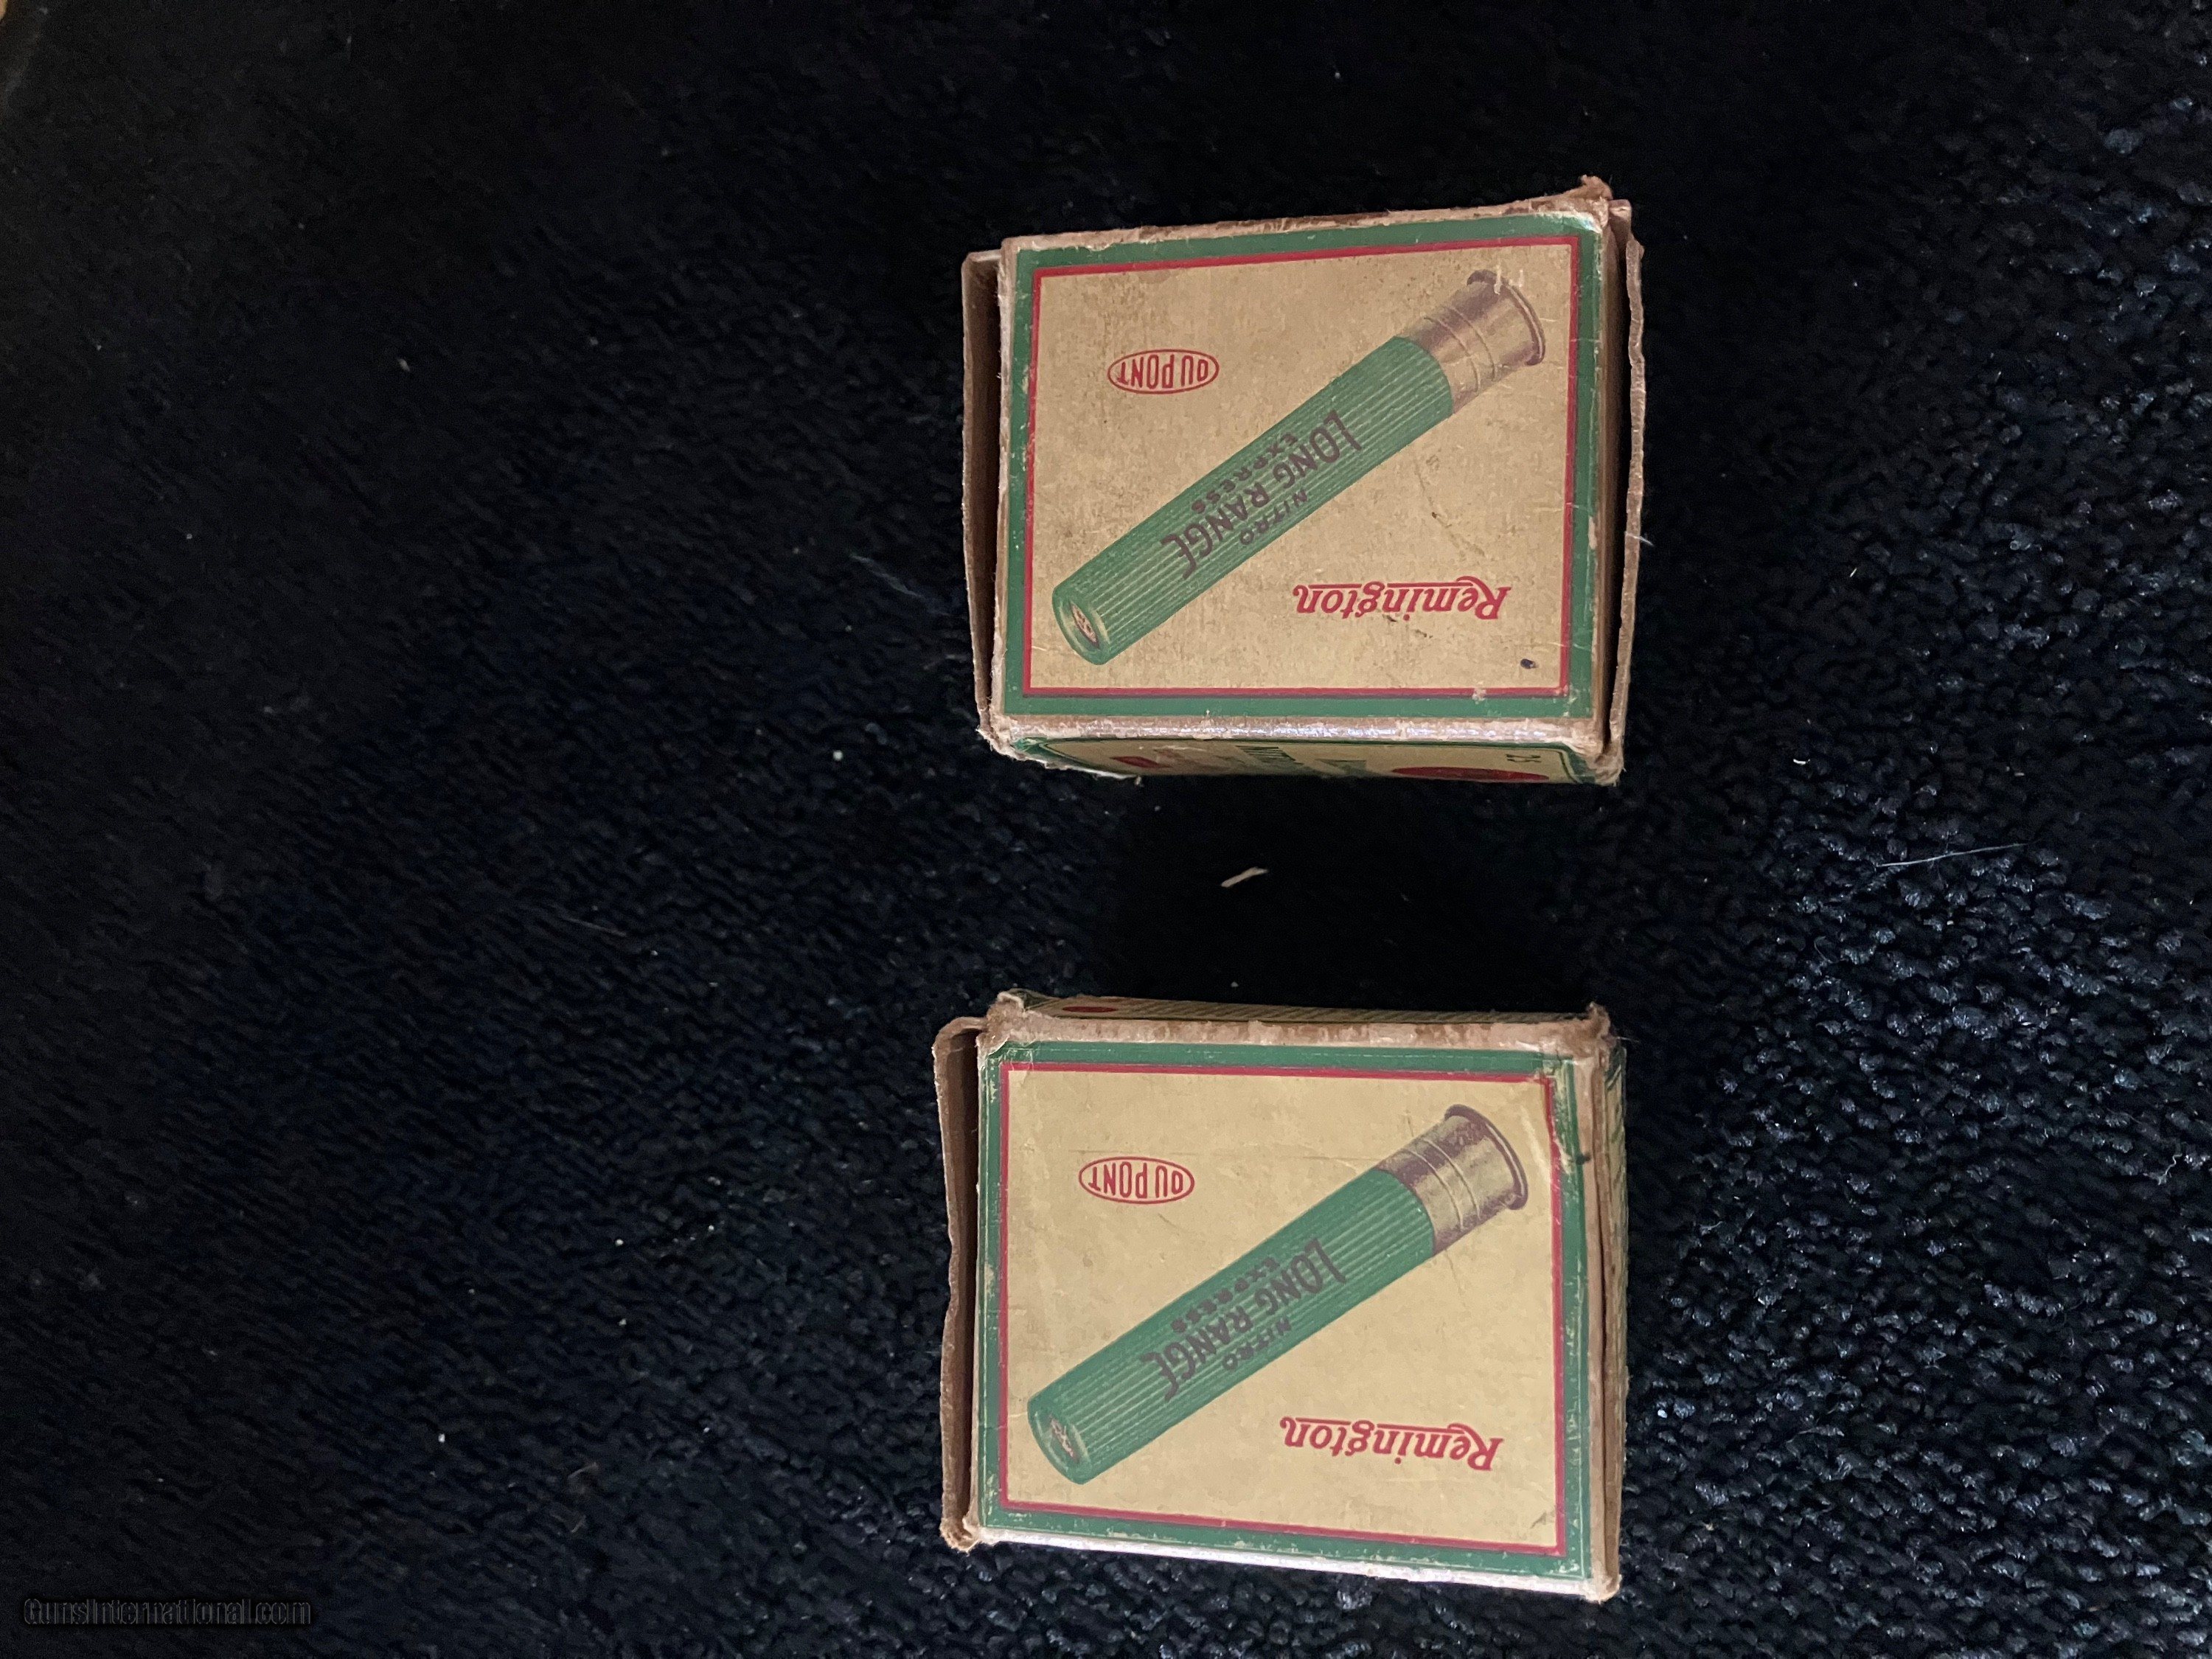 DU PONT
NITRO
LONG RANGE
EXPRESS
Remington
DU PONT
NITRO
LONG RANGE
EXPRESS
Remington
GunsInternational.com